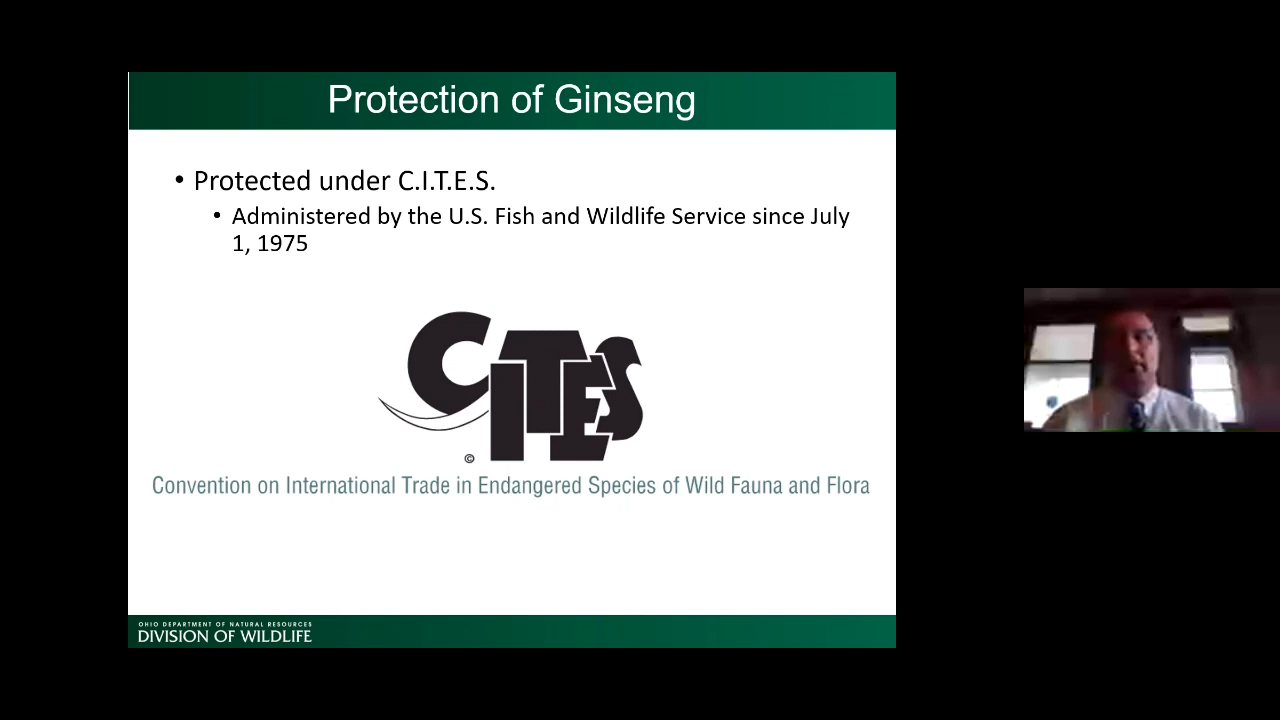 Protection of Ginseng
• Protected under C.I.T.E.S.
• Administered by the U.S. Fish and Wildlife Service since July
1, 1975
CITES
©
Convention on International Trade in Endangered Species of Wild Fauna and Flora
OHIO DEPARTMENT OF NATURAL RESOURCES
DIVISION OF WILDLIFE